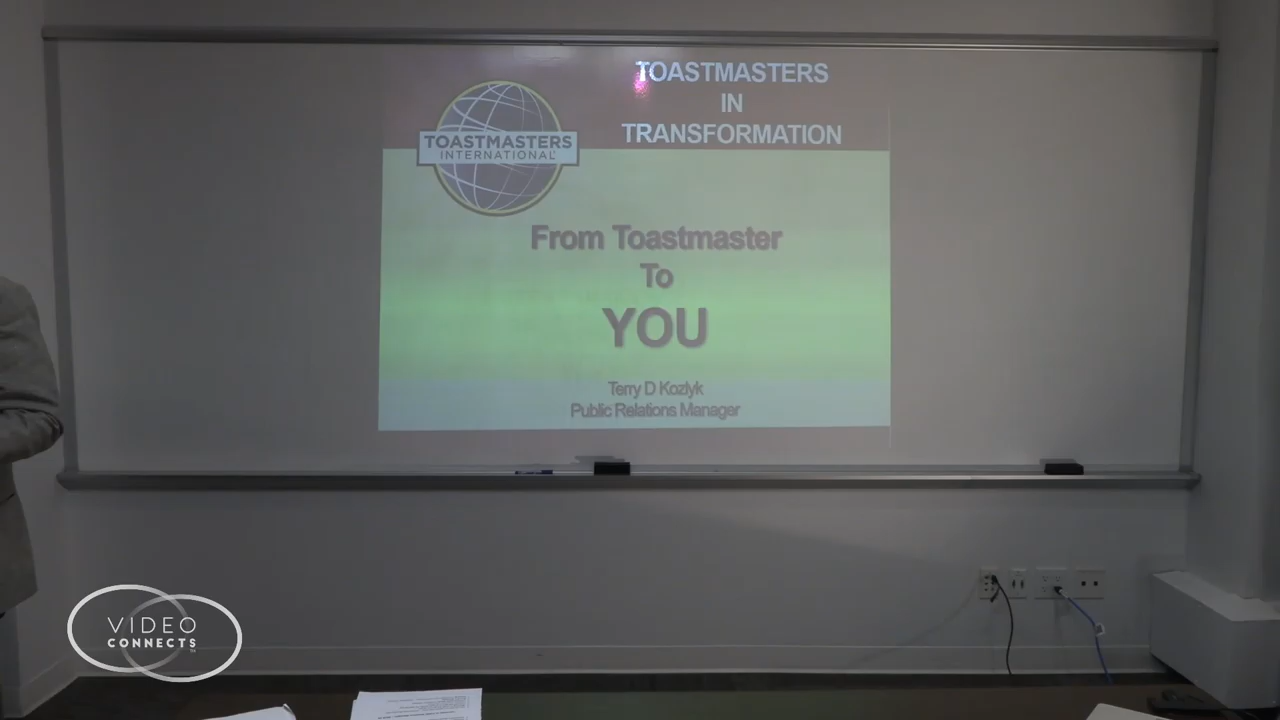 TOASTMASTERS
IN
TRANSFORMATION
TOASTMASTERS
INTERNATIONAL
From Toastmaster
To
YOU
Terry D Kozlyk
Public Relations Manager
VIDEO
CONNECTS